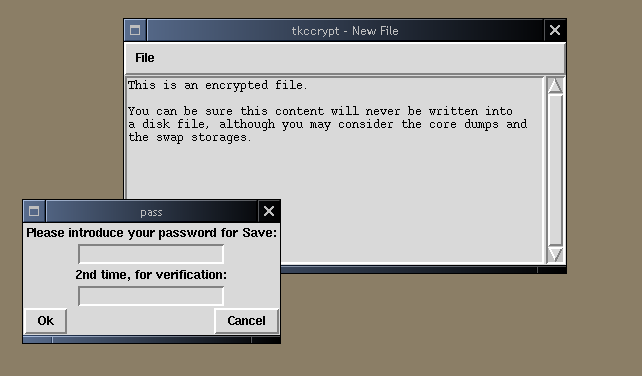 tkccrypt - New File
File
This is an encrypted file.
You can be sure this content will never be written into
a disk file, although you may consider the core dumps and
the swap storages.
pass
Please introduce your password for Save:
2nd time, for verification:
Ok
Cancel